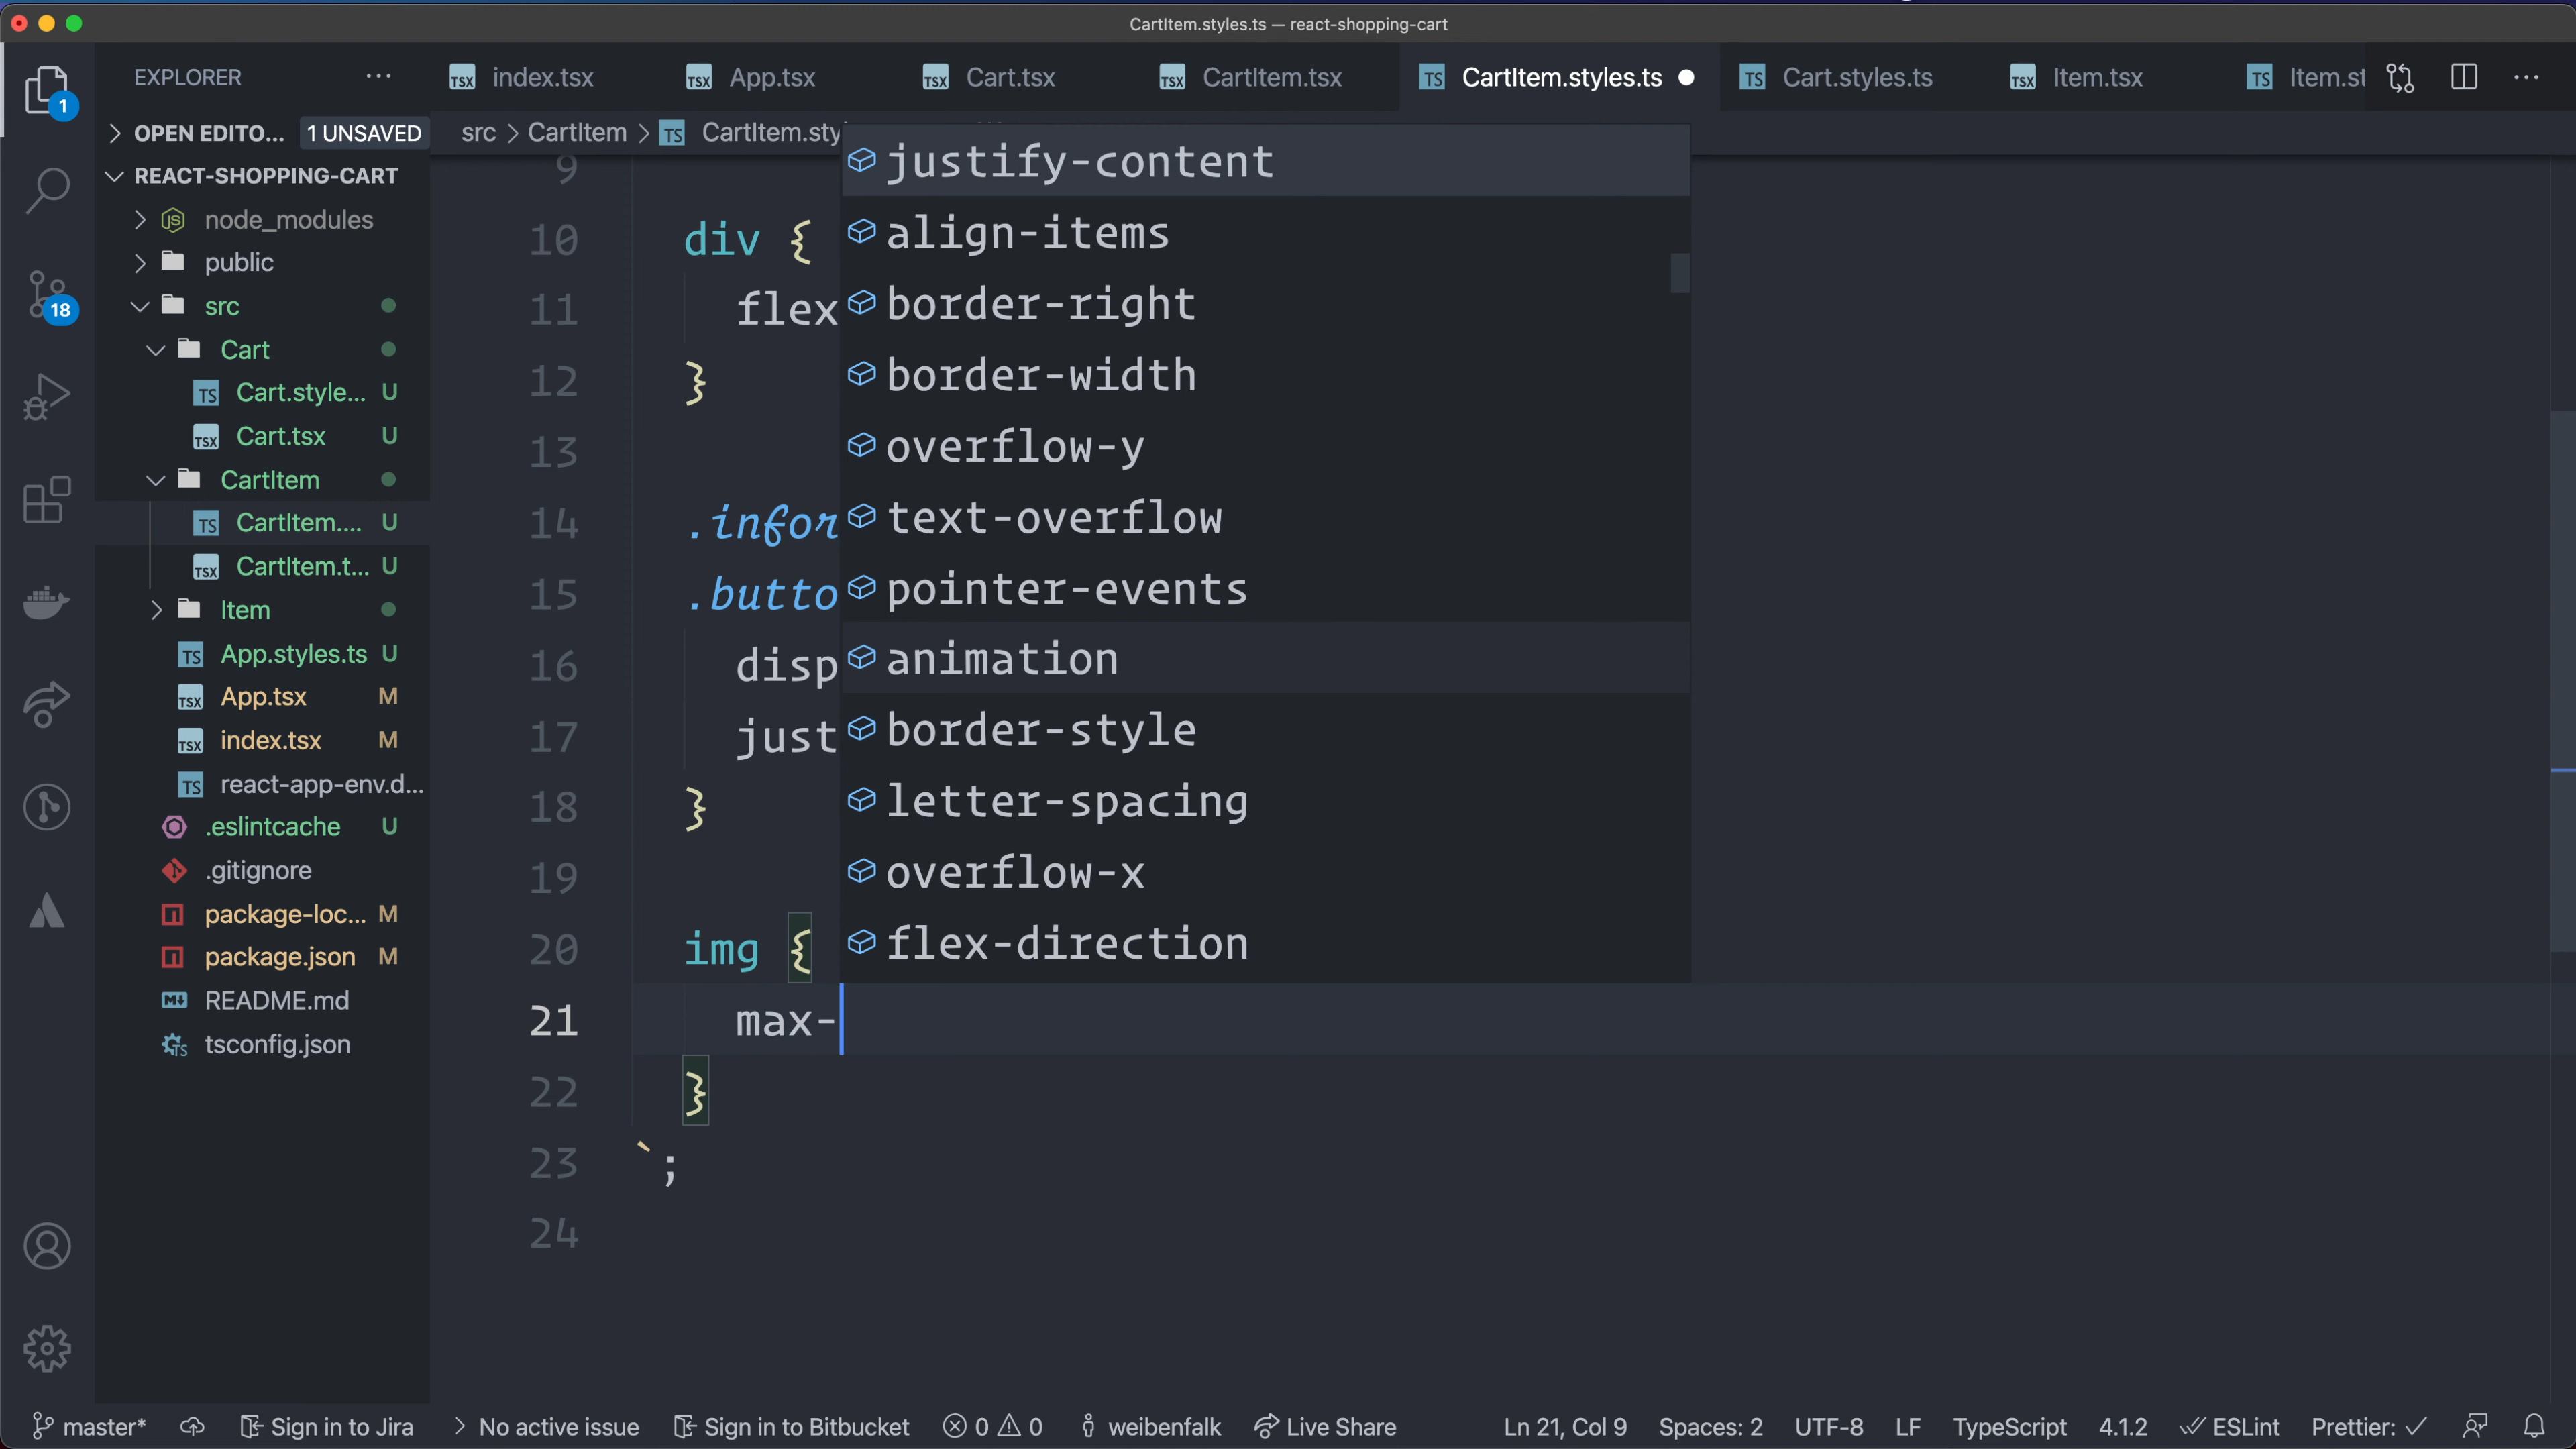 CartItem.styles.ts — react-shopping-cart
EXPLORER
index.tsx
App.tsx
Cart.tsx
CartItem.tsx
CartItem.styles.ts
Cart.styles.ts
Item.tsx
Item.st
1
OPEN EDITO... 1 UNSAVED
src > CartItem > TS CartItem.sty
REACT-SHOPPING-CART
node_modules
public
src
18
Cart
Cart.style... U
Cart.tsx U
CartItem
CartItem.... U
CartItem.t... U
Item
App.styles.ts U
App.tsx M
index.tsx M
react-app-env.d...
.eslintcache U
.gitignore
package-loc... M
package.json M
README.md
tsconfig.json
9
10 div {
11 flex
12 }
13
14 .infor
15 .butto
16 disp
17 just
18 }
19
20 img {
21 max-
22 }
23 `;
24
justify-content
align-items
border-right
border-width
overflow-y
text-overflow
pointer-events
animation
border-style
letter-spacing
overflow-x
flex-direction
master* Sign in to Jira > No active issue Sign in to Bitbucket 0 0 weibenfalk Live Share Ln 21, Col 9 Spaces: 2 UTF-8 LF TypeScript 4.1.2 ESLint Prettier: ✓